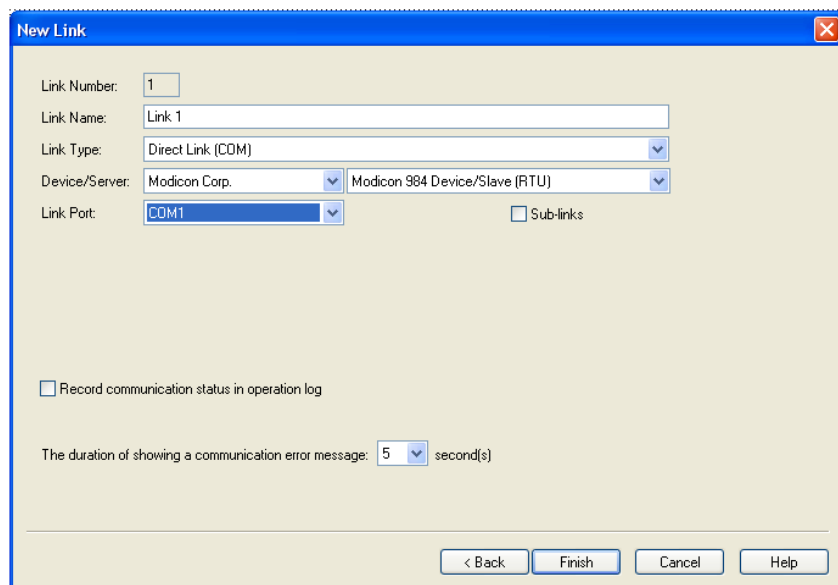 New Link
Link Number: 1
Link Name: Link 1
Link Type: Direct Link (COM)
Device/Server: Modicon Corp. Modicon 984 Device/Slave (RTU)
Link Port: COM1 Sub-links
Record communication status in operation log
The duration of showing a communication error message: 5 second(s)
< Back Finish Cancel Help